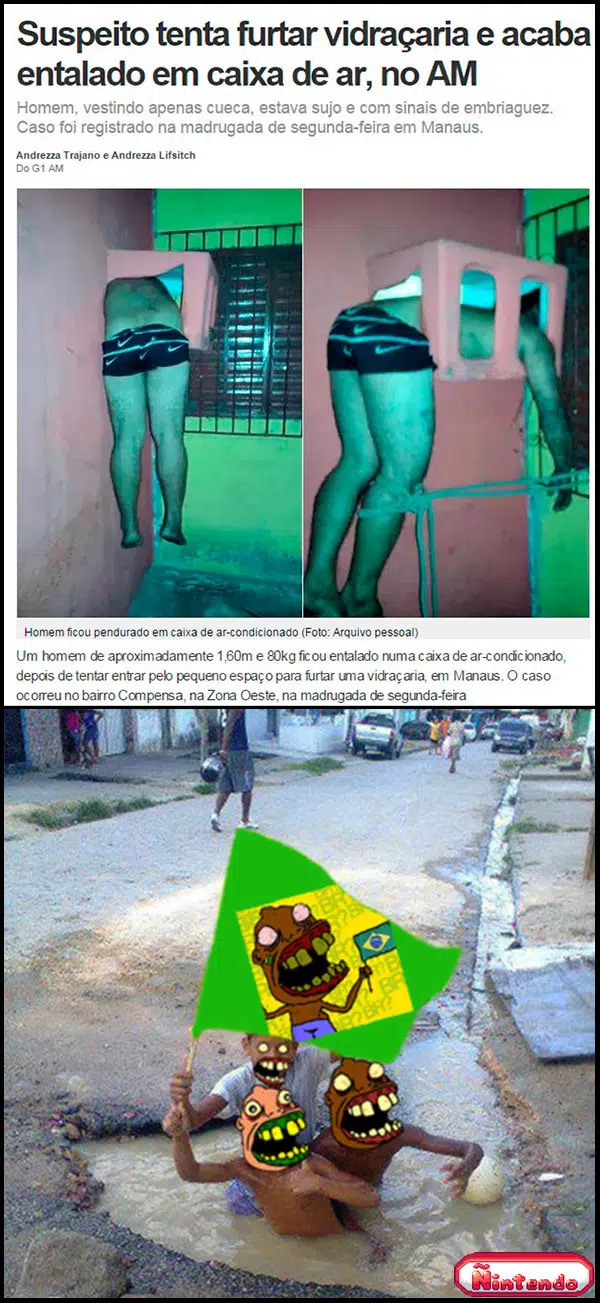 Suspeito tenta furtar vidraçaria e acaba
entalado em caixa de ar, no AM
Homem, vestindo apenas cueca, estava sujo e com sinais de embriaguez.
Caso foi registrado na madrugada de segunda-feira em Manaus.
Andrezza Trajano e Andrezza Lifsitch
Do G1 AM
Homem ficou pendurado em caixa de ar-condicionado (Foto: Arquivo pessoal)
Um homem de aproximadamente 1,60m e 80kg ficou entalado numa caixa de ar-condicionado,
depois de tentar entrar pelo pequeno espaço para furtar uma vidraçaria, em Manaus. O caso
ocorreu no bairro Compensa, na Zona Oeste, na madrugada de segunda-feira
BR?
Ñintendo